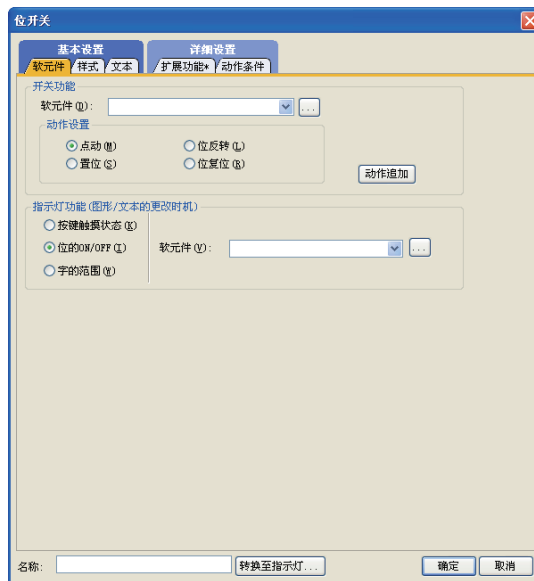 位开关
基本设置
详细设置
软元件 样式 文本
扩展功能* 动作条件
开关功能
软元件(D):
...
动作设置
点动(M)
位反转(L)
置位(S)
位复位(R)
动作追加
指示灯功能(图形/文本的更改时机)
按键触摸状态(K)
位的ON/OFF(I)
软元件(V):
...
字的范围(W)
名称:
转换至指示灯...
确定
取消